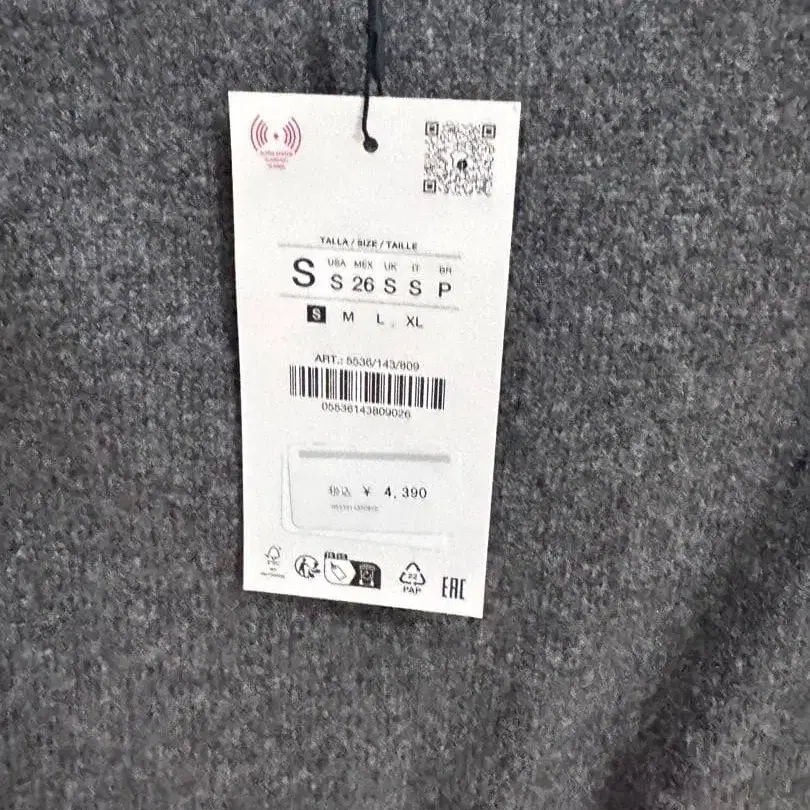 TALLA / SIZE / TAILLE
USA MEX UK IT BR
S S 26 S S P
S M L XL
ART.: 5536/143/809
05536143809026
税込 ¥ 4,390
22
PAP
EAC